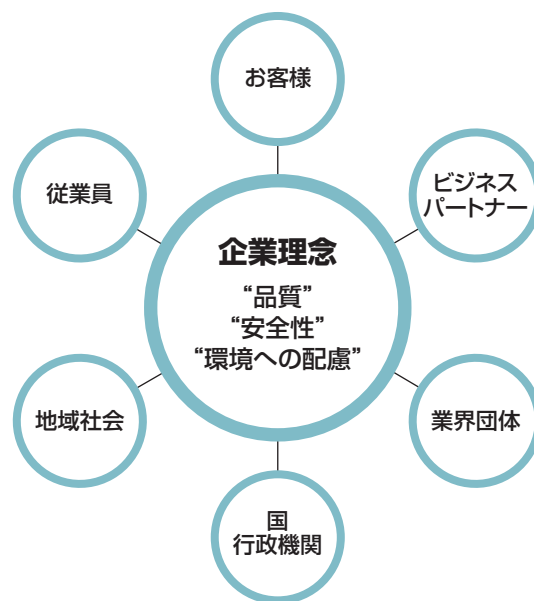 お客様
従業員
ビジネス
パートナー
企業理念
“品質”
“安全性”
“環境への配慮”
地域社会
業界団体
国
行政機関